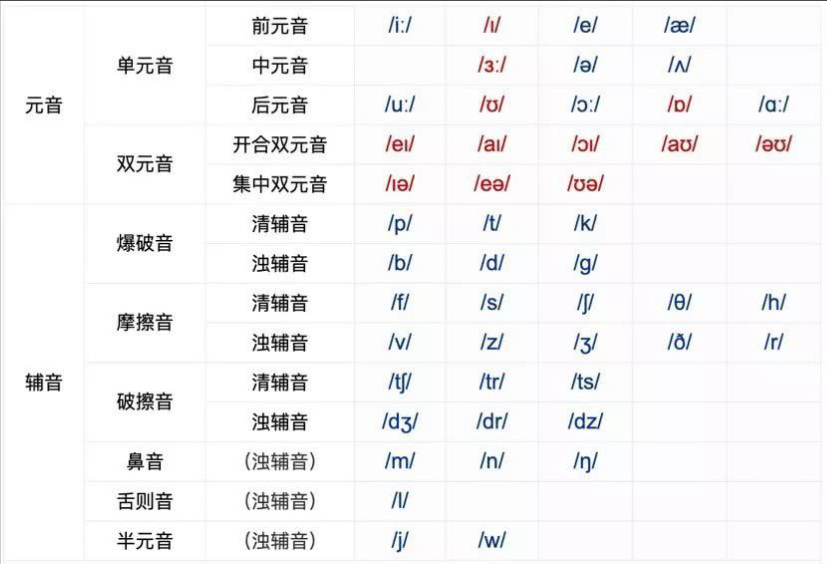 元音 单元音 前元音 /iː/ /ɪ/ /e/ /æ/
中元音 /ɜː/ /ə/ /ʌ/
后元音 /uː/ /ʊ/ /ɔː/ /ɒ/ /ɑː/
双元音 开合双元音 /eɪ/ /aɪ/ /ɔɪ/ /aʊ/ /əʊ/
集中双元音 /ɪə/ /eə/ /ʊə/
辅音 爆破音 清辅音 /p/ /t/ /k/
浊辅音 /b/ /d/ /g/
摩擦音 清辅音 /f/ /s/ /ʃ/ /θ/ /h/
浊辅音 /v/ /z/ /ʒ/ /ð/ /r/
破擦音 清辅音 /tʃ/ /tr/ /ts/
浊辅音 /dʒ/ /dr/ /dz/
鼻音 （浊辅音） /m/ /n/ /ŋ/
舌则音 （浊辅音） /l/
半元音 （浊辅音） /j/ /w/